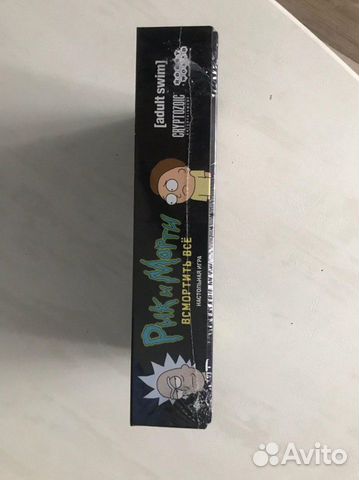 Рик и Морти
ВСМОРТИТЬ ВСЁ
НАСТОЛЬНАЯ ИГРА
[adult swim]
CRYPTOZOIC
Avito